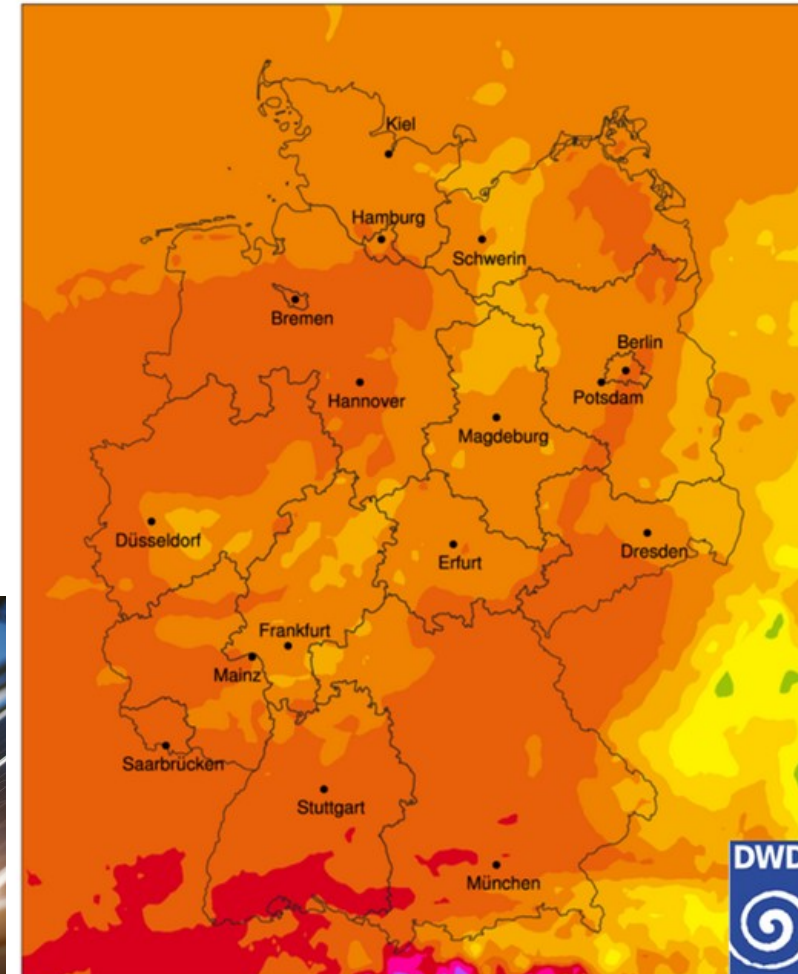 Kiel
Hamburg
Schwerin
Bremen
Berlin
Hannover
Potsdam
Magdeburg
Düsseldorf
Erfurt
Dresden
Frankfurt
Mainz
Saarbrücken
Stuttgart
DWD
München